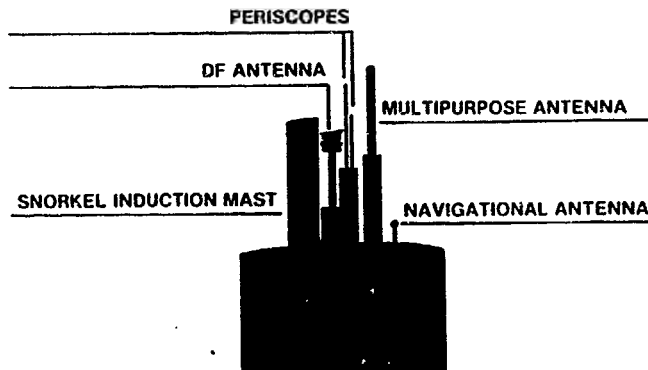 PERISCOPES
DF ANTENNA
MULTIPURPOSE ANTENNA
SNORKEL INDUCTION MAST
NAVIGATIONAL ANTENNA